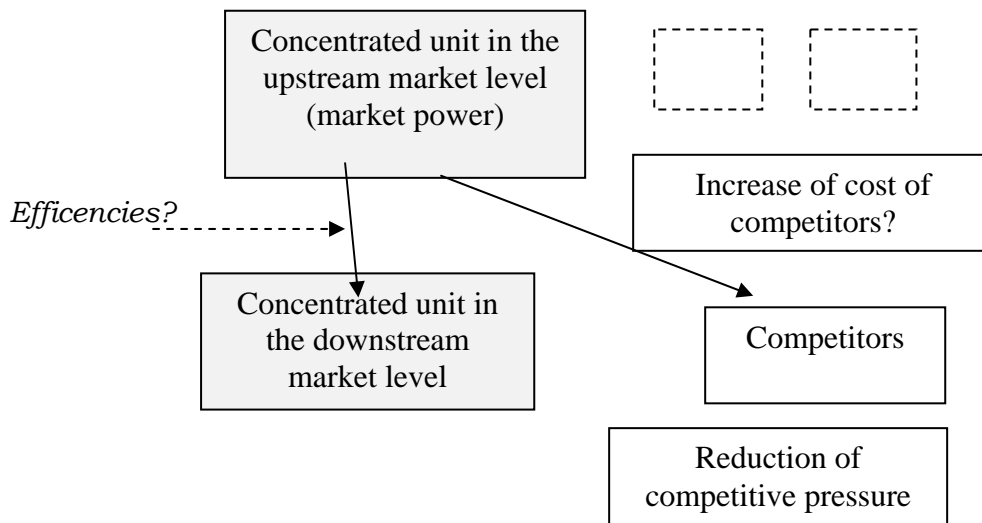 Concentrated unit in the
upstream market level
(market power)
Increase of cost of
competitors?
Efficencies?
Concentrated unit in
the downstream
market level
Competitors
Reduction of
competitive pressure